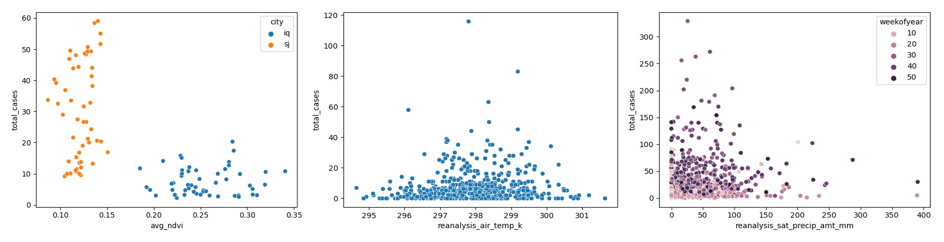 60
50
40
30
20
10
0
total_cases
0.10 0.15 0.20 0.25 0.30 0.35
avg_ndvi
city
iq
sj
120
100
80
60
40
20
0
total_cases
295 296 297 298 299 300 301
reanalysis_air_temp_k
300
250
200
150
100
50
0
total_cases
0 50 100 150 200 250 300 350 400
reanalysis_sat_precip_amt_mm
weekofyear
10
20
30
40
50